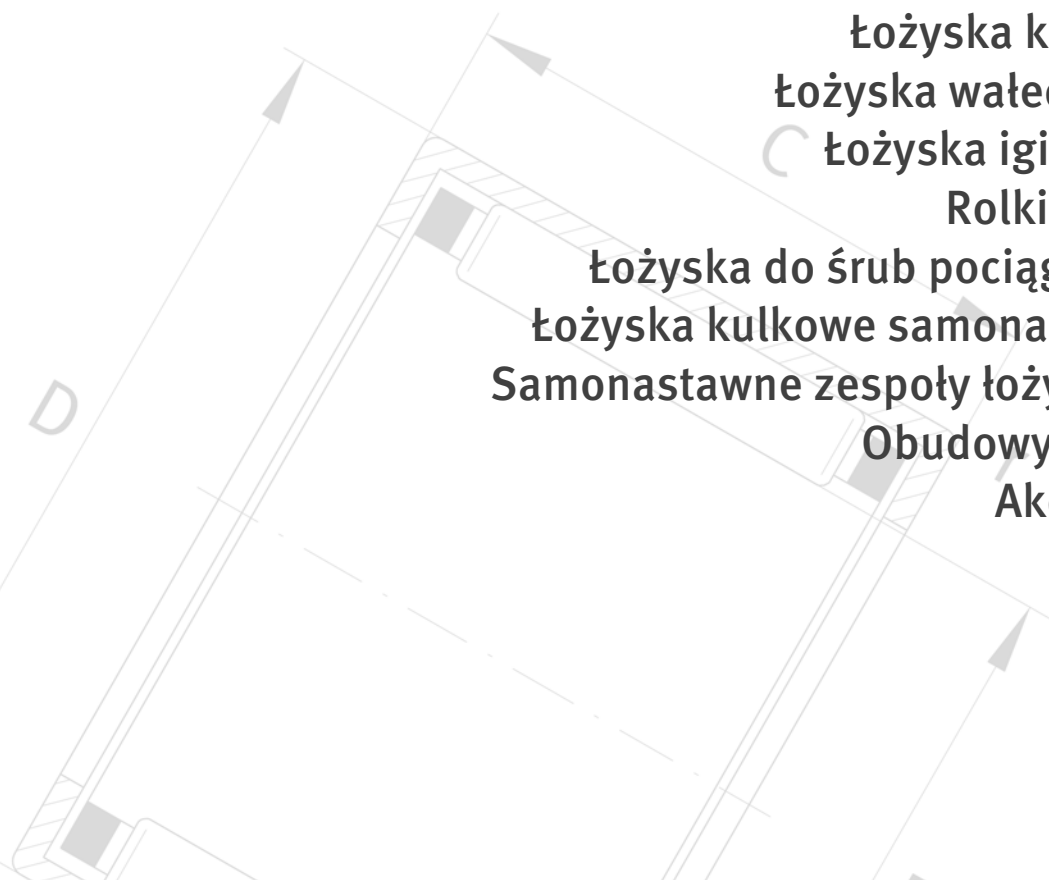 Łożyska k
Łożyska wałe
C
Łożyska igi
Rolki
Łożyska do śrub pociąg
Łożyska kulkowe samona
D
Samonastawne zespoły łoży
Obudowy
r
Ak